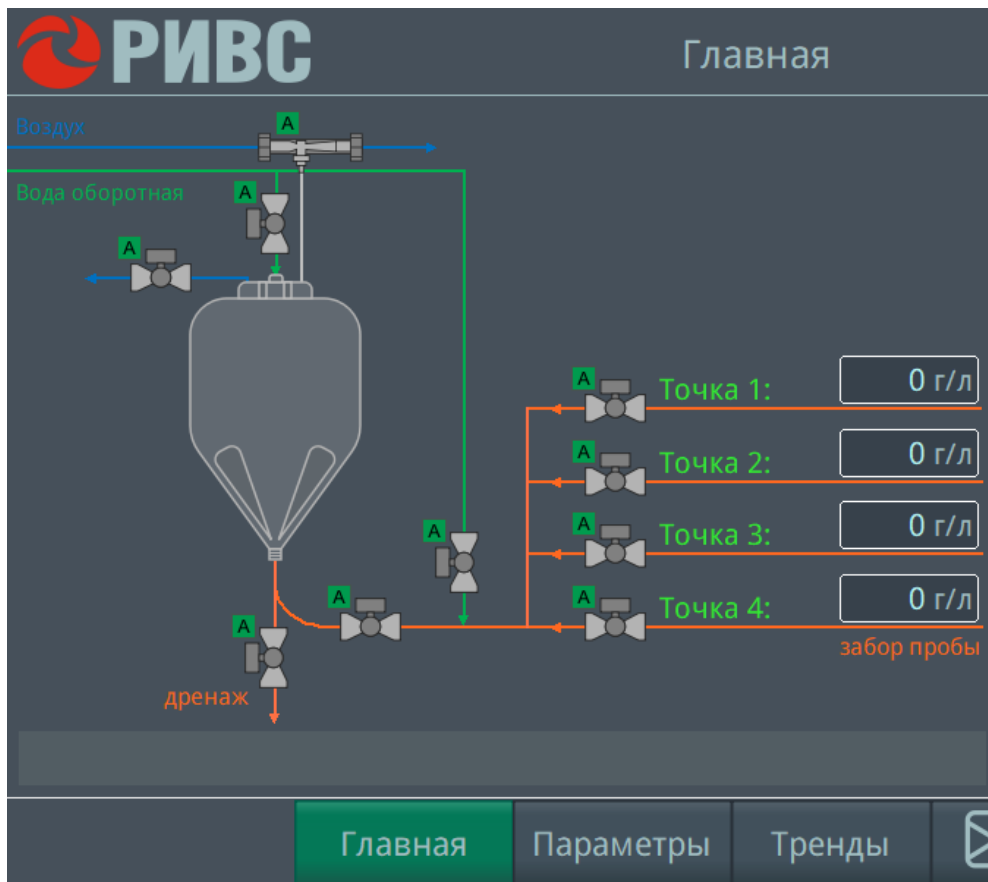 РИВС
Главная
Воздух
A
Вода оборотная
A
A
A
Точка 1:
0 г/л
A
Точка 2:
0 г/л
A
Точка 3:
0 г/л
A
A
A
Точка 4:
0 г/л
A
забор пробы
дренаж
Главная
Параметры
Тренды